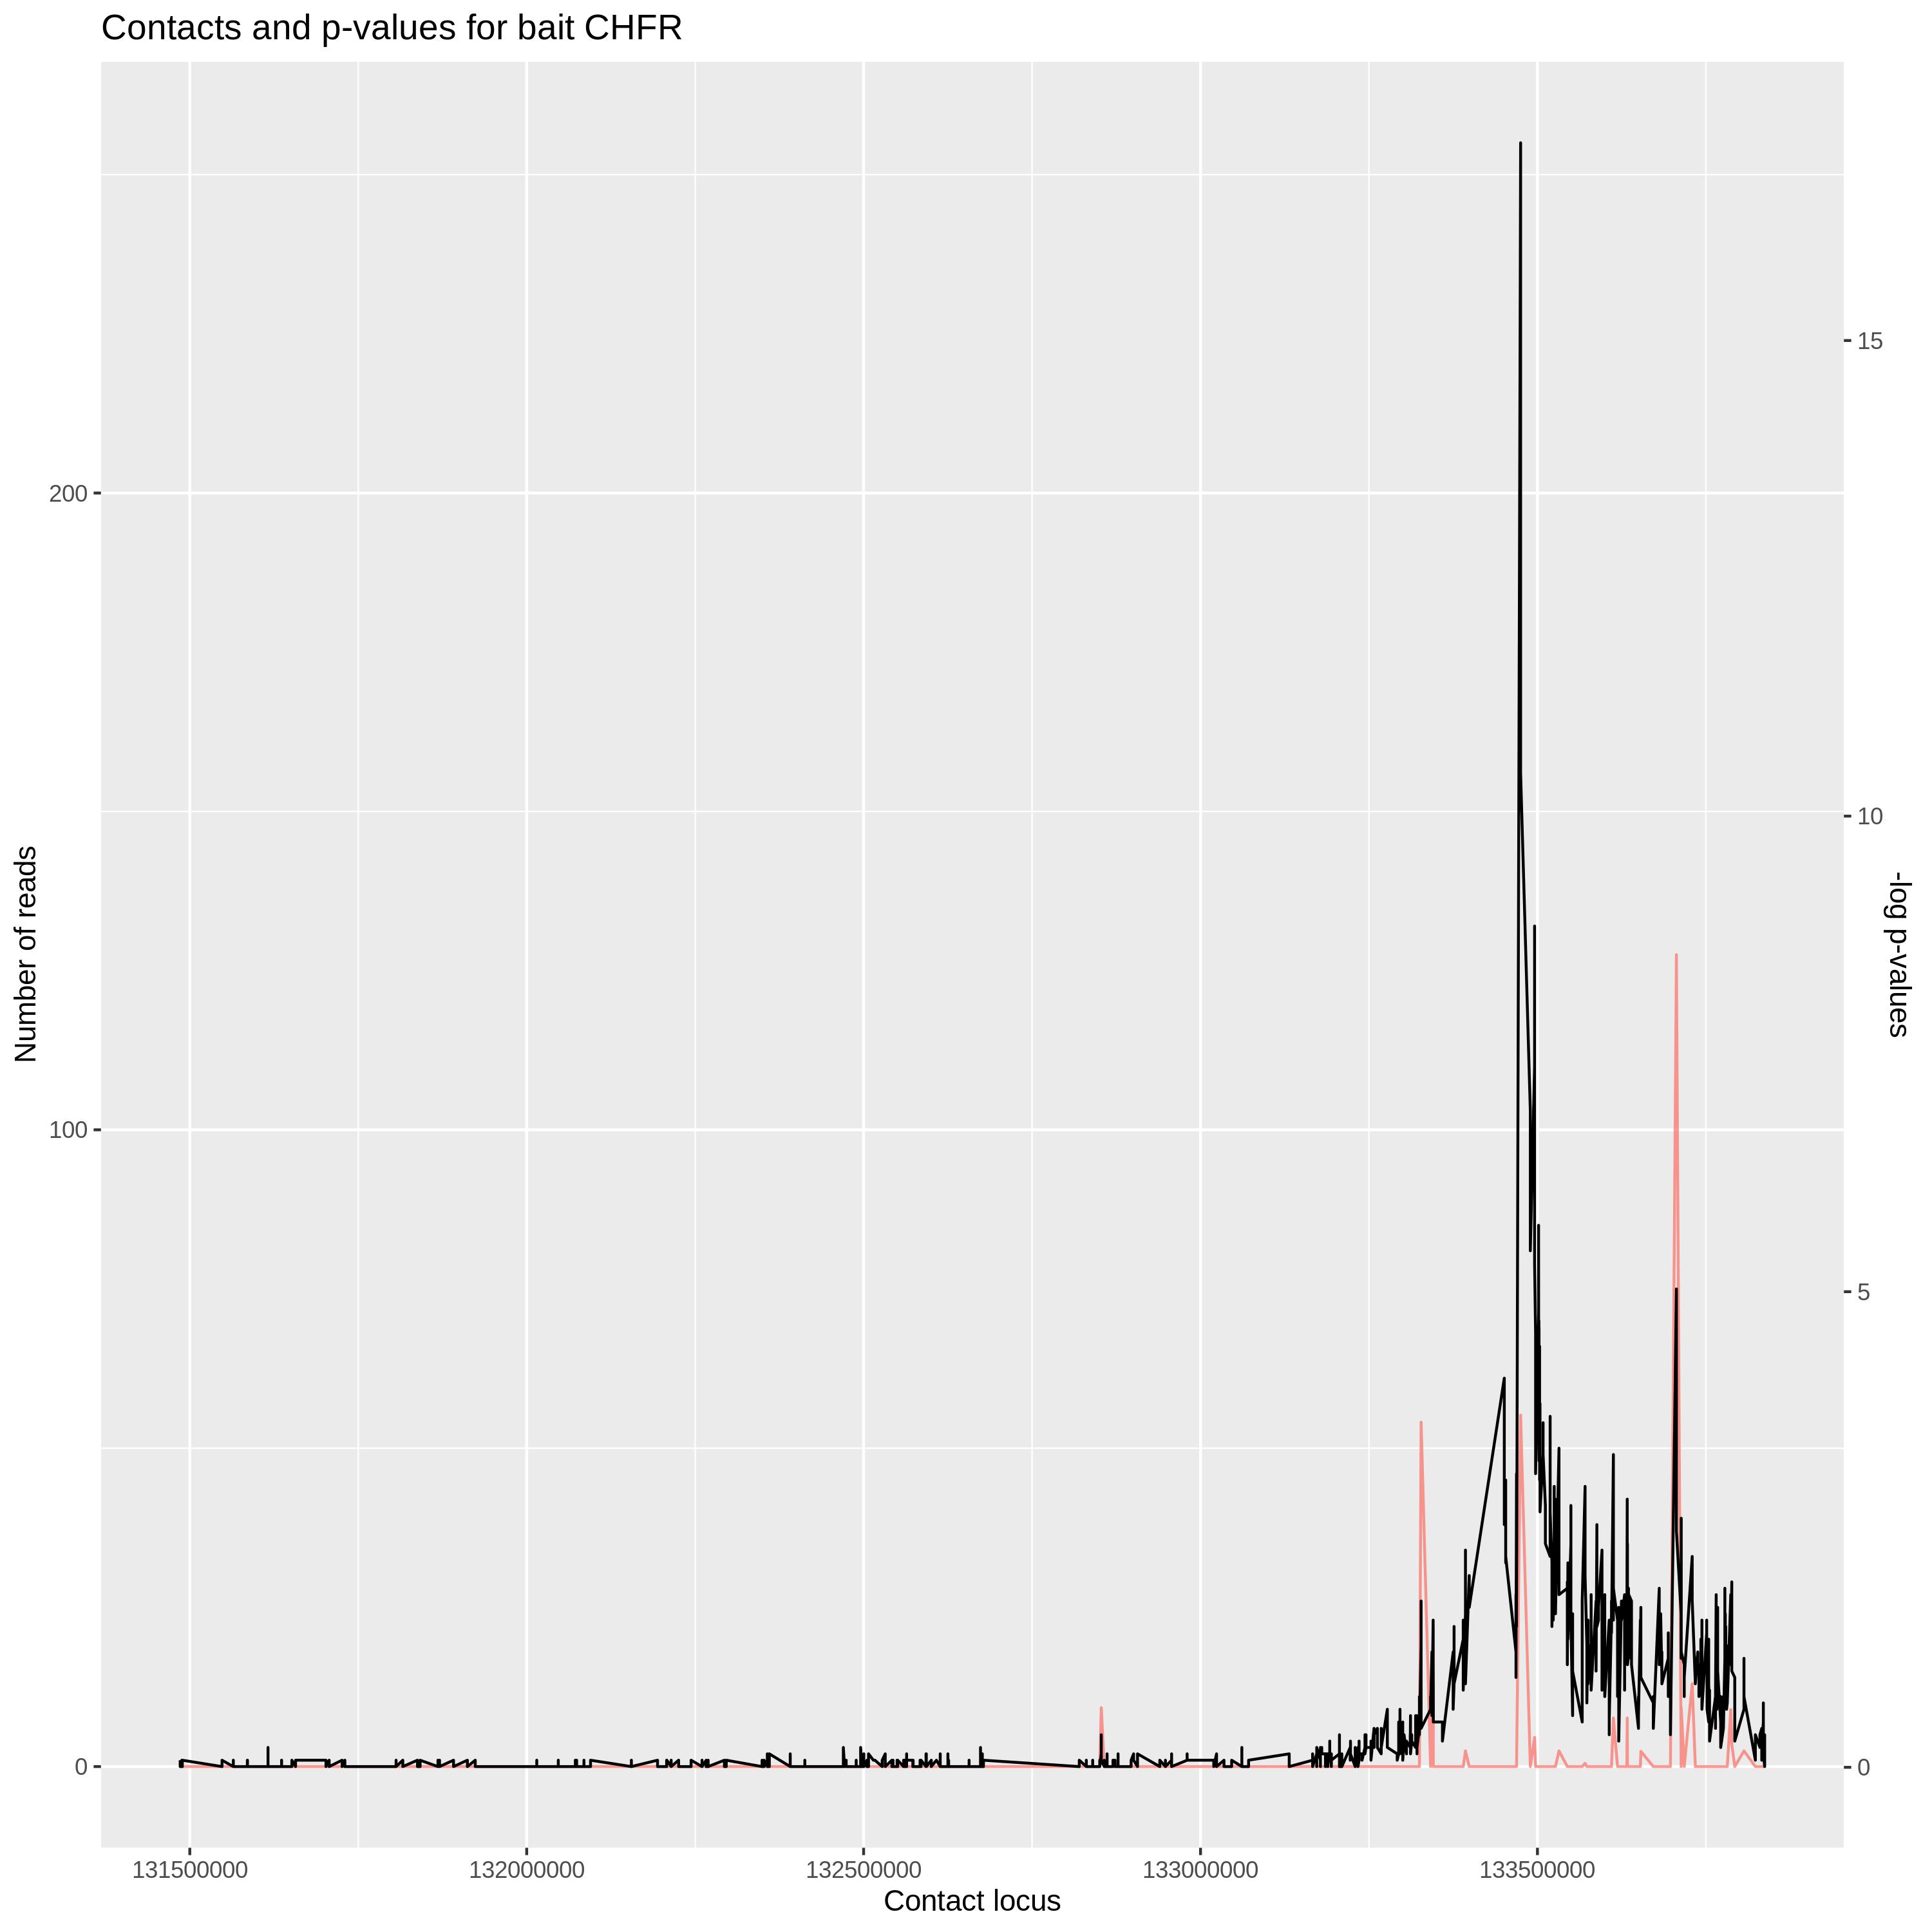 Contacts and p-values for bait CHFR
Number of reads
200
100
0
15
10
5
0
-log p-values
131500000 132000000 132500000 133000000 133500000
Contact locus